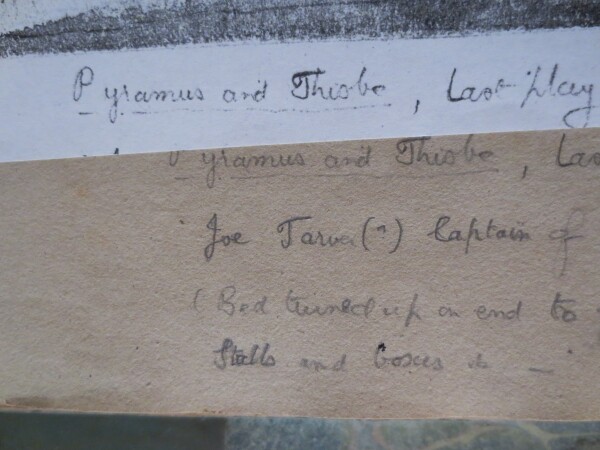 Pyramus and Thisbe, Last play
Pyramus and Thisbe, Las
Joe Tarver(?) Captain of
(Bed turned up on end to
Stalls and boxes is –